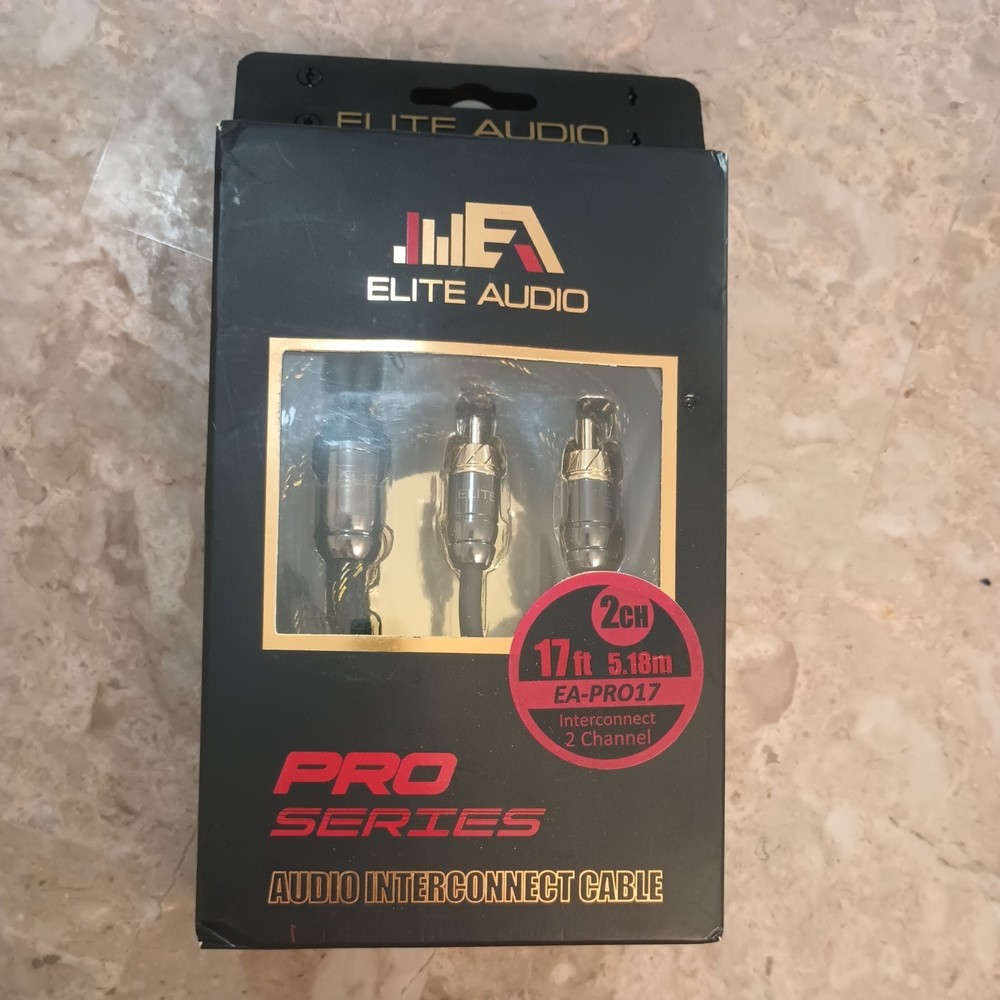 ELITE AUDIO
EA
ELITE AUDIO
ELITE
2CH
17ft 5.18m
EA-PRO17
Interconnect
2 Channel
PRO
SERIES
AUDIO INTERCONNECT CABLE